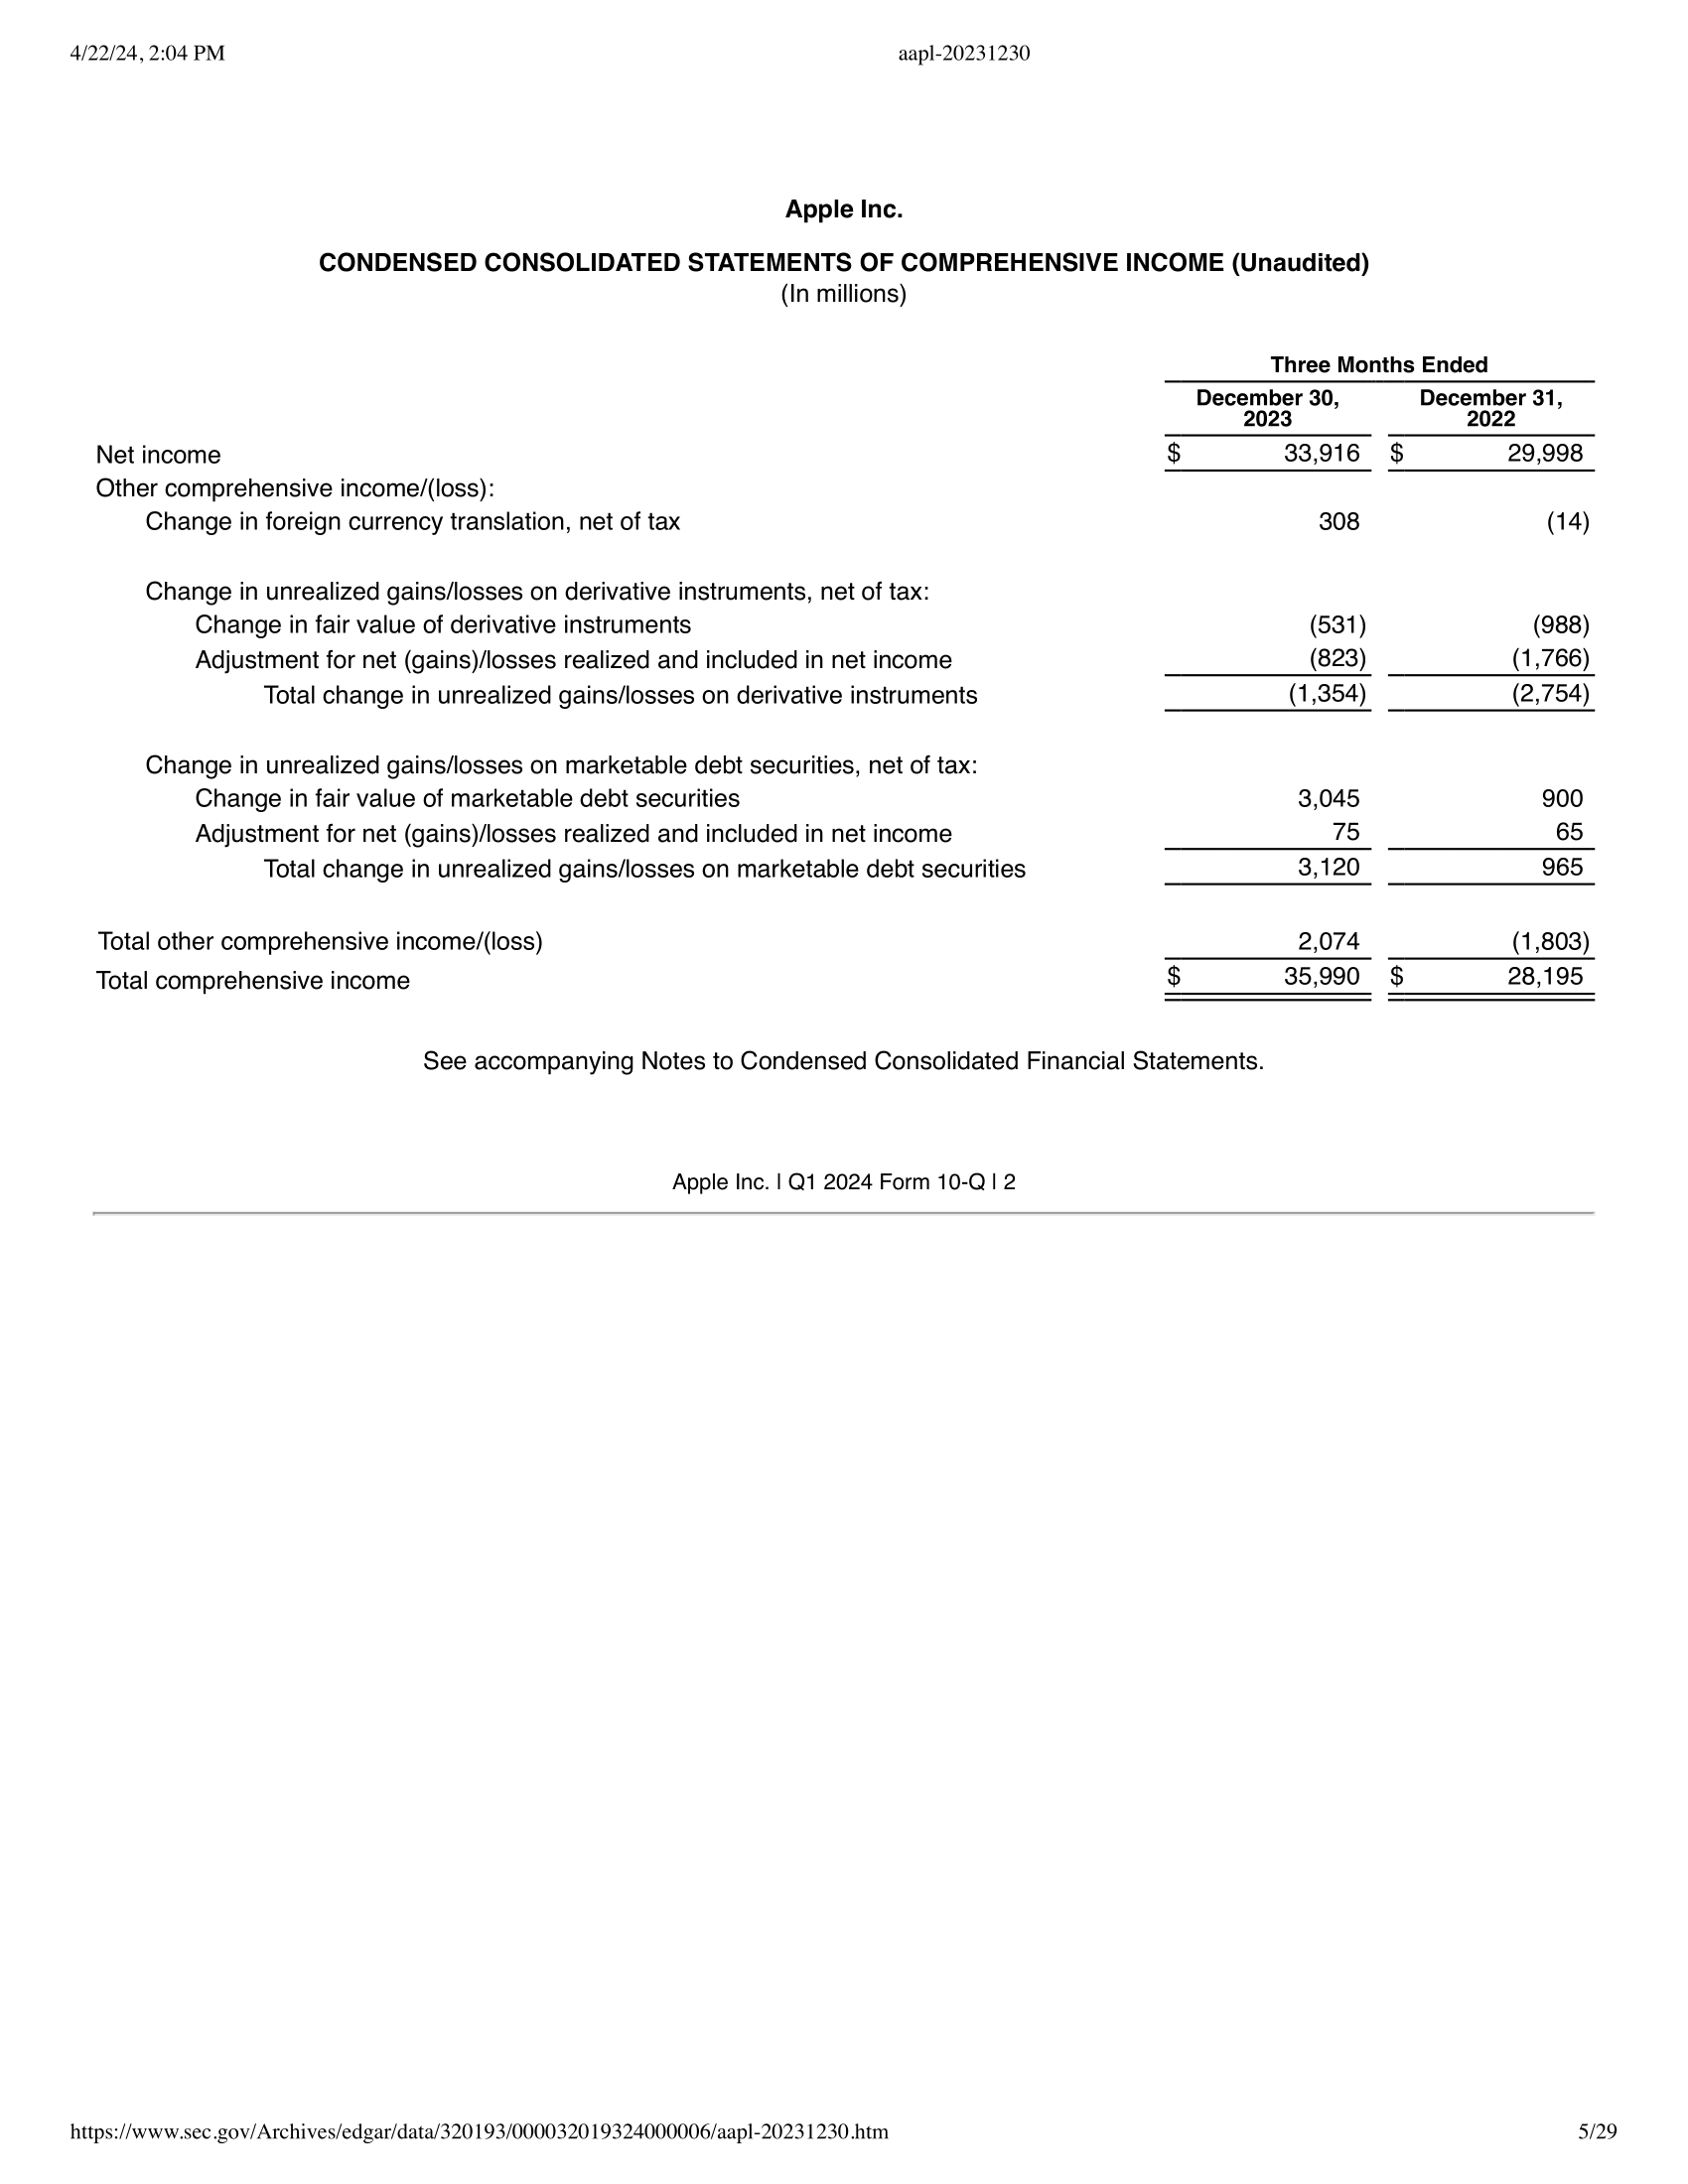 4/22/24, 2:04 PM aapl-20231230
Apple Inc.
CONDENSED CONSOLIDATED STATEMENTS OF COMPREHENSIVE INCOME (Unaudited)
(In millions)
Three Months Ended
December 30, 2023 December 31, 2022
Net income $ 33,916 $ 29,998
Other comprehensive income/(loss):
Change in foreign currency translation, net of tax 308 (14)
Change in unrealized gains/losses on derivative instruments, net of tax:
Change in fair value of derivative instruments (531) (988)
Adjustment for net (gains)/losses realized and included in net income (823) (1,766)
Total change in unrealized gains/losses on derivative instruments (1,354) (2,754)
Change in unrealized gains/losses on marketable debt securities, net of tax:
Change in fair value of marketable debt securities 3,045 900
Adjustment for net (gains)/losses realized and included in net income 75 65
Total change in unrealized gains/losses on marketable debt securities 3,120 965
Total other comprehensive income/(loss) 2,074 (1,803)
Total comprehensive income $ 35,990 $ 28,195
See accompanying Notes to Condensed Consolidated Financial Statements.
Apple Inc. | Q1 2024 Form 10-Q | 2
https://www.sec.gov/Archives/edgar/data/320193/000032019324000006/aapl-20231230.htm 5/29